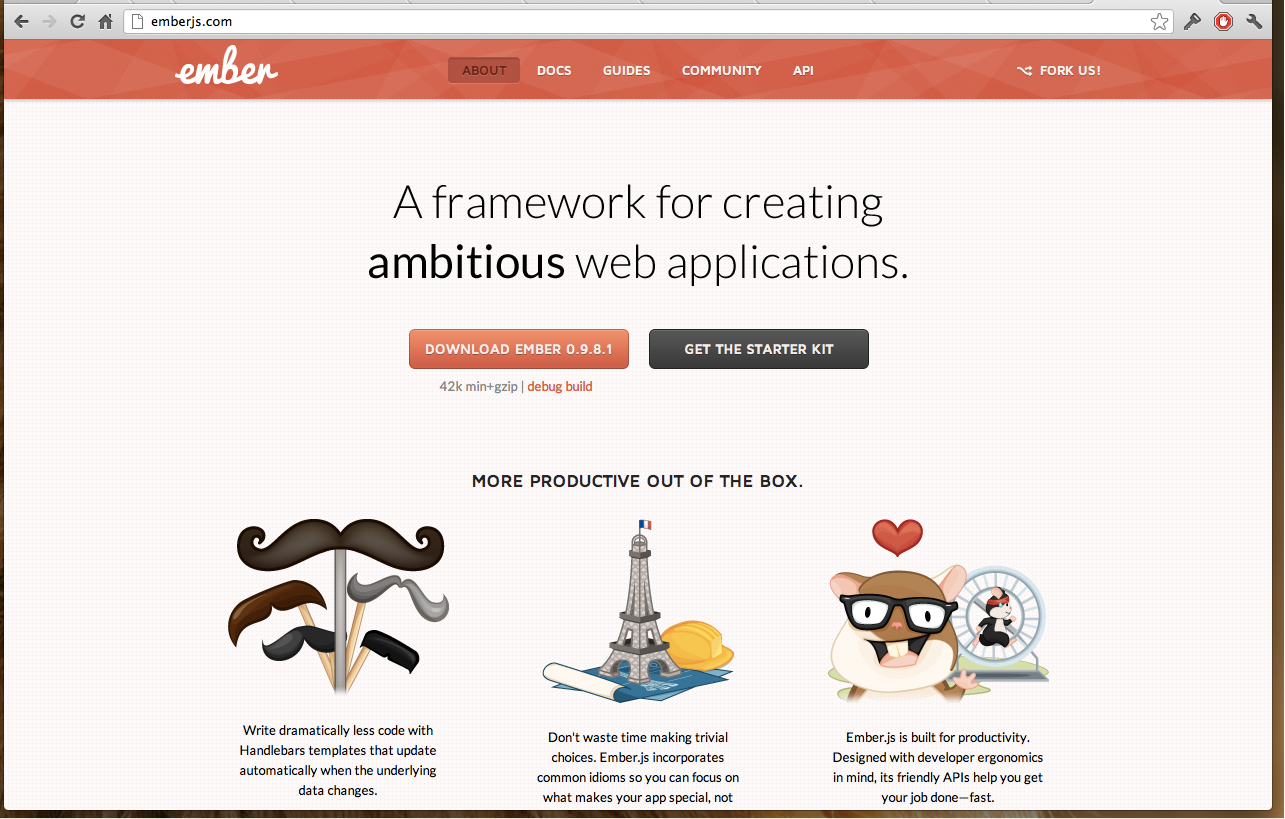 emberjs.com
ember
ABOUT DOCS GUIDES COMMUNITY API FORK US!
A framework for creating
ambitious web applications.
DOWNLOAD EMBER 0.9.8.1 GET THE STARTER KIT
42k min+gzip | debug build
MORE PRODUCTIVE OUT OF THE BOX.
Write dramatically less code with
Handlebars templates that update
automatically when the underlying
data changes.
Don't waste time making trivial
choices. Ember.js incorporates
common idioms so you can focus on
what makes your app special, not
Ember.js is built for productivity.
Designed with developer ergonomics
in mind, its friendly APIs help you get
your job done—fast.